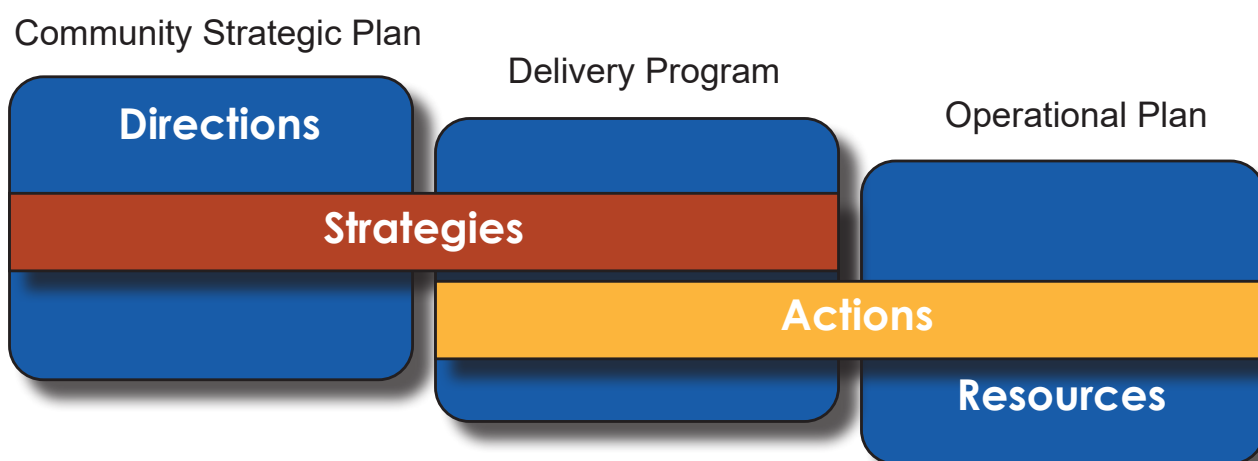 Community Strategic Plan
Delivery Program
Operational Plan
Directions
Strategies
Actions
Resources